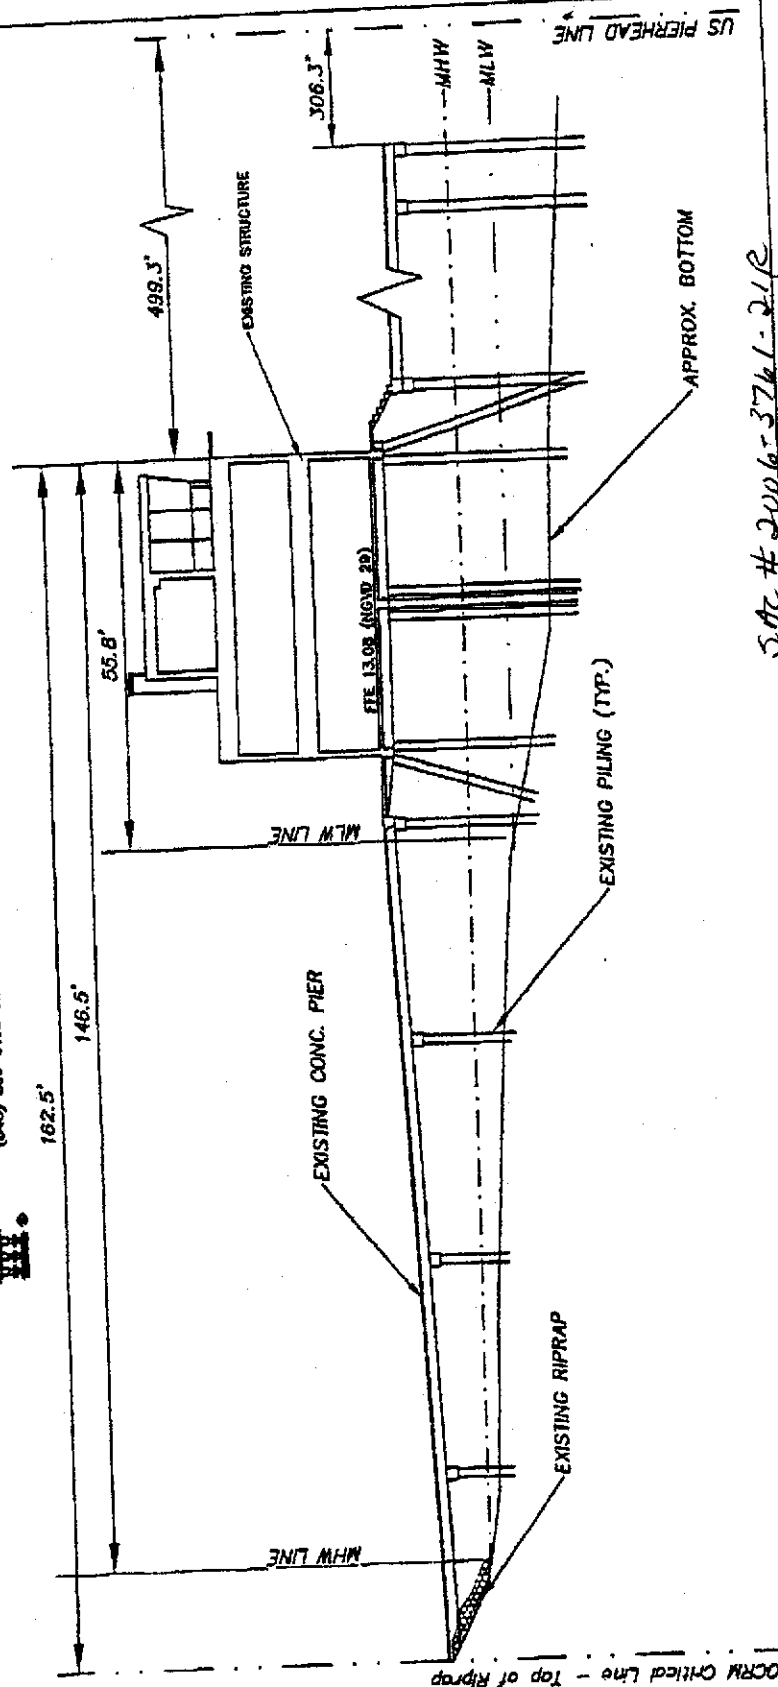 US PIERHEAD LINE
499.3'
306.3'
MHW
MLW
EXISTING STRUCTURE
APPROX. BOTTOM
SAC # 2006-3761-21R
55.8'
FFE 13.08 (NGVD 29)
MLW LINE
EXISTING PILING (TYP.)
162.5'
146.5'
EXISTING CONC. PIER
EXISTING RIPRAP
MHW LINE
OCRM Critical Line - Top of Riprap